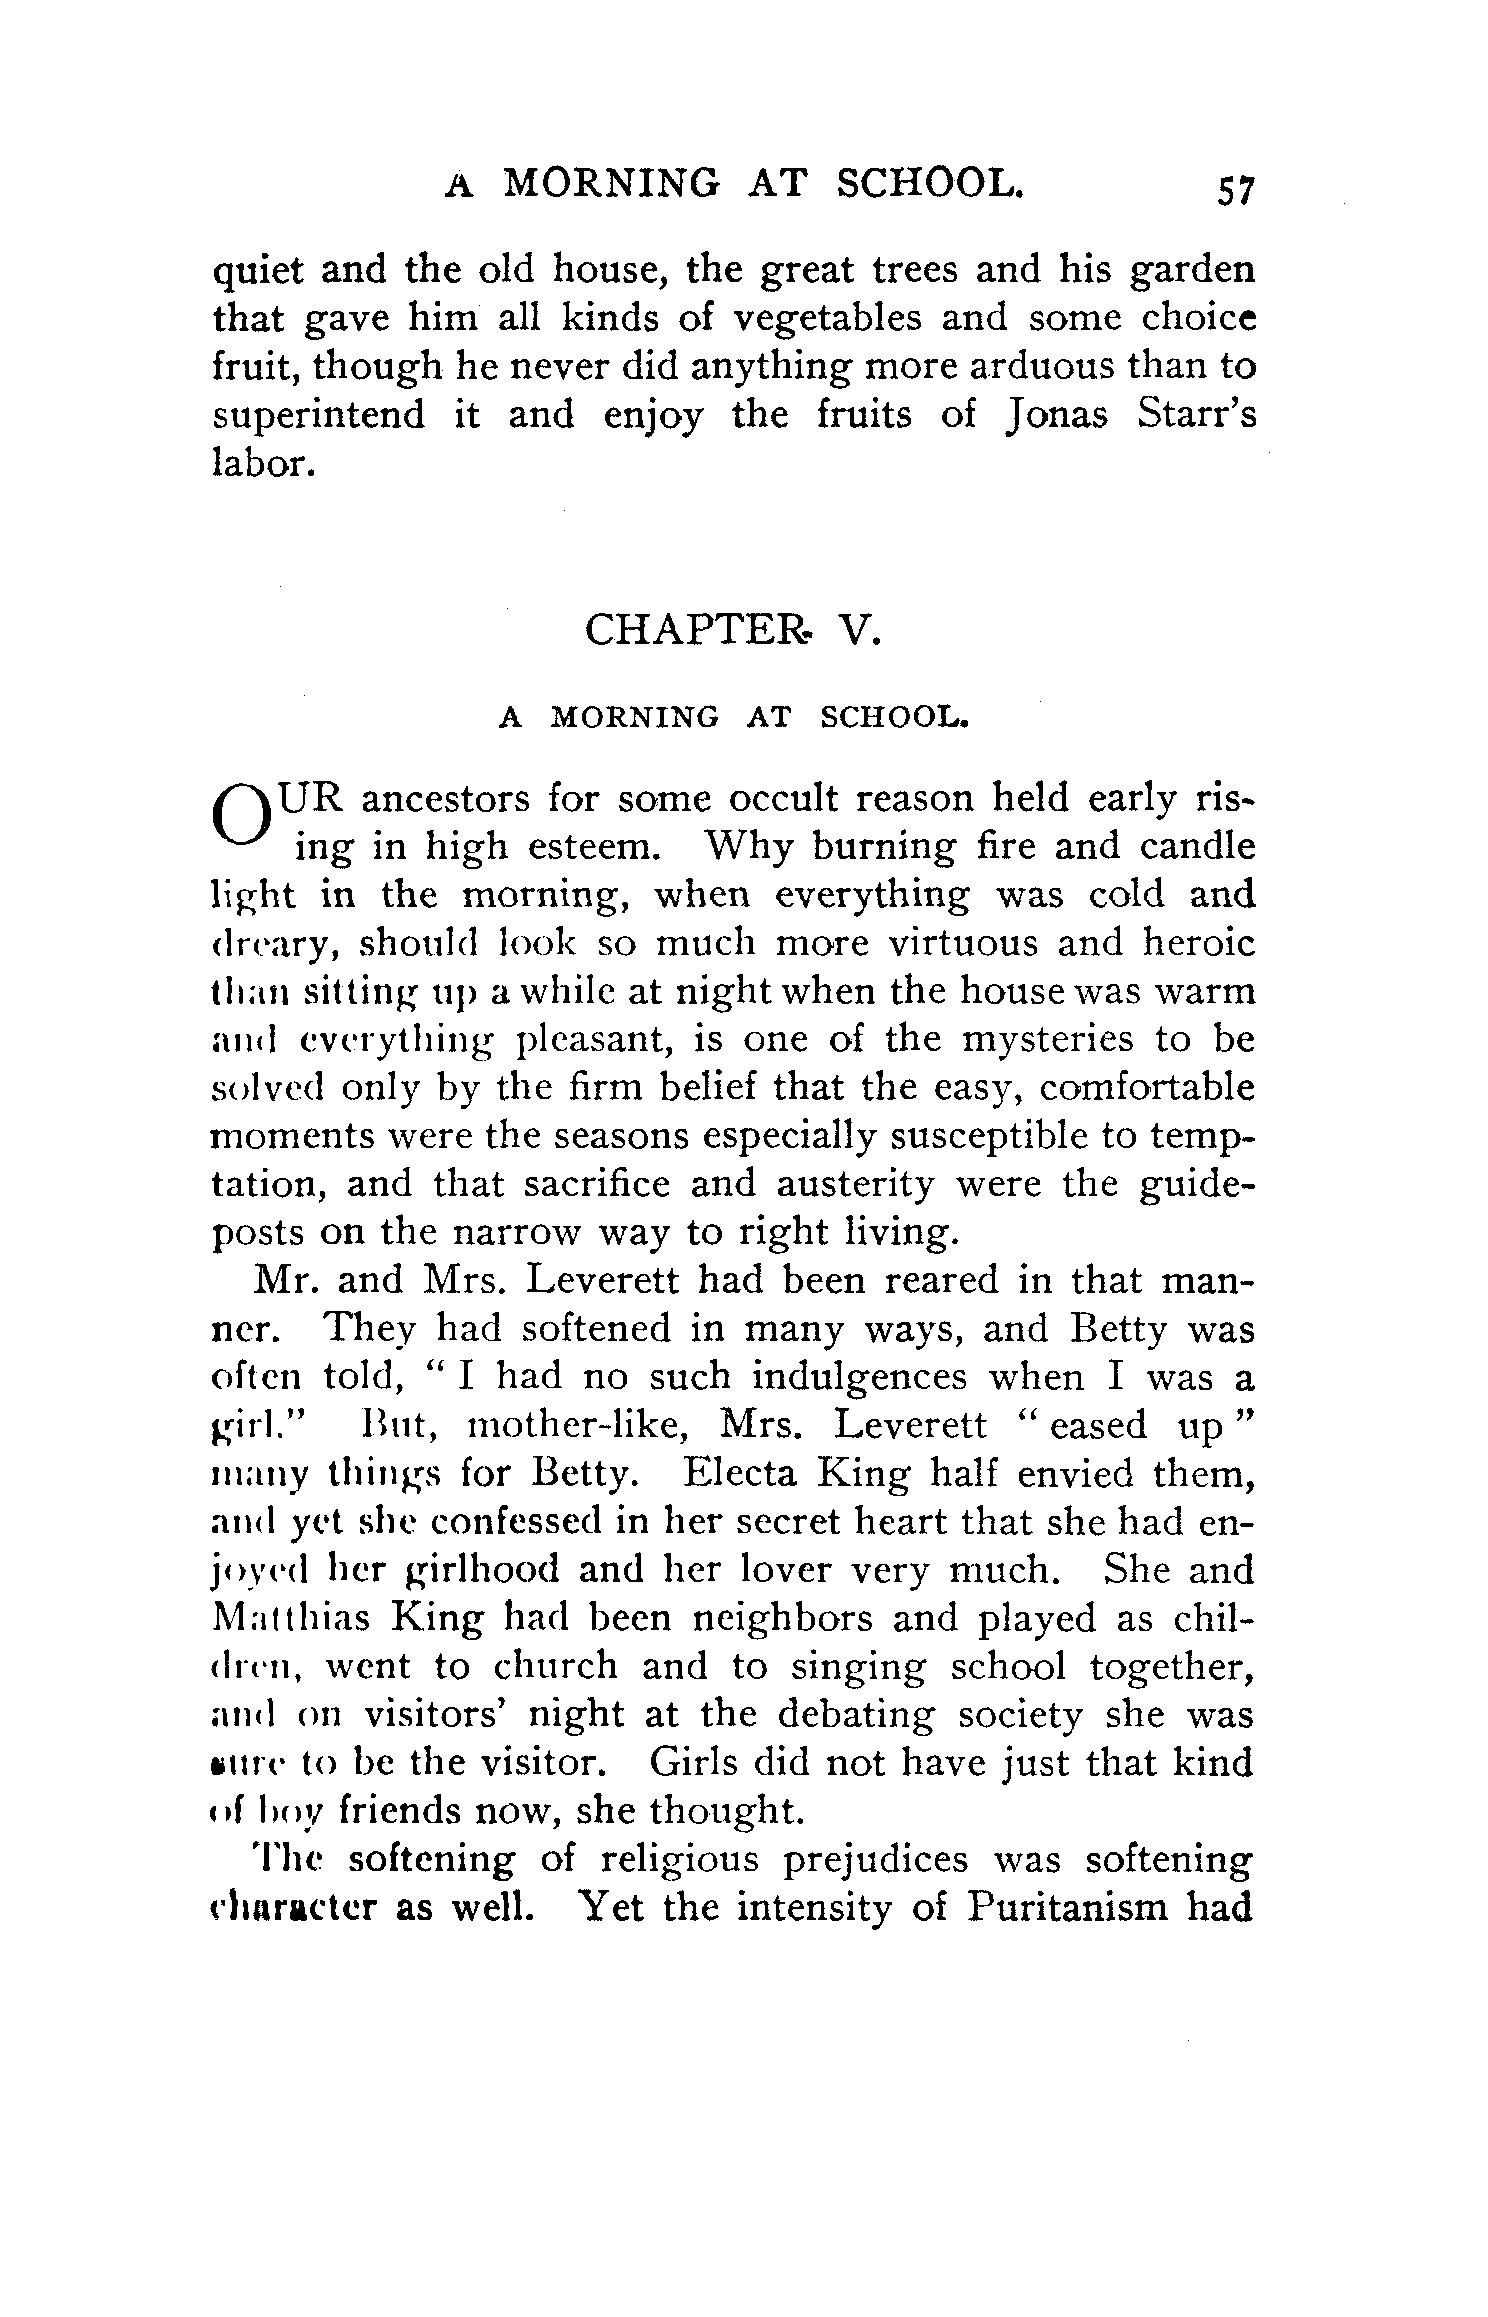 A MORNING AT SCHOOL. 57
quiet and the old house, the great trees and his garden
that gave him all kinds of vegetables and some choice
fruit, though he never did anything more arduous than to
superintend it and enjoy the fruits of Jonas Starr's
labor.
CHAPTER V.
A MORNING AT SCHOOL.
OUR ancestors for some occult reason held early ris-
ing in high esteem. Why burning fire and candle
light in the morning, when everything was cold and
dreary, should look so much more virtuous and heroic
than sitting up a while at night when the house was warm
and everything pleasant, is one of the mysteries to be
solved only by the firm belief that the easy, comfortable
moments were the seasons especially susceptible to temp-
tation, and that sacrifice and austerity were the guide-
posts on the narrow way to right living.
Mr. and Mrs. Leverett had been reared in that man-
ner. They had softened in many ways, and Betty was
often told, " I had no such indulgences when I was a
girl." But, mother-like, Mrs. Leverett " eased up "
many things for Betty. Electa King half envied them,
and yet she confessed in her secret heart that she had en-
joyed her girlhood and her lover very much. She and
Matthias King had been neighbors and played as chil-
dren, went to church and to singing school together,
and on visitors' night at the debating society she was
sure to be the visitor. Girls did not have just that kind
of boy friends now, she thought.
The softening of religious prejudices was softening
character as well. Yet the intensity of Puritanism had